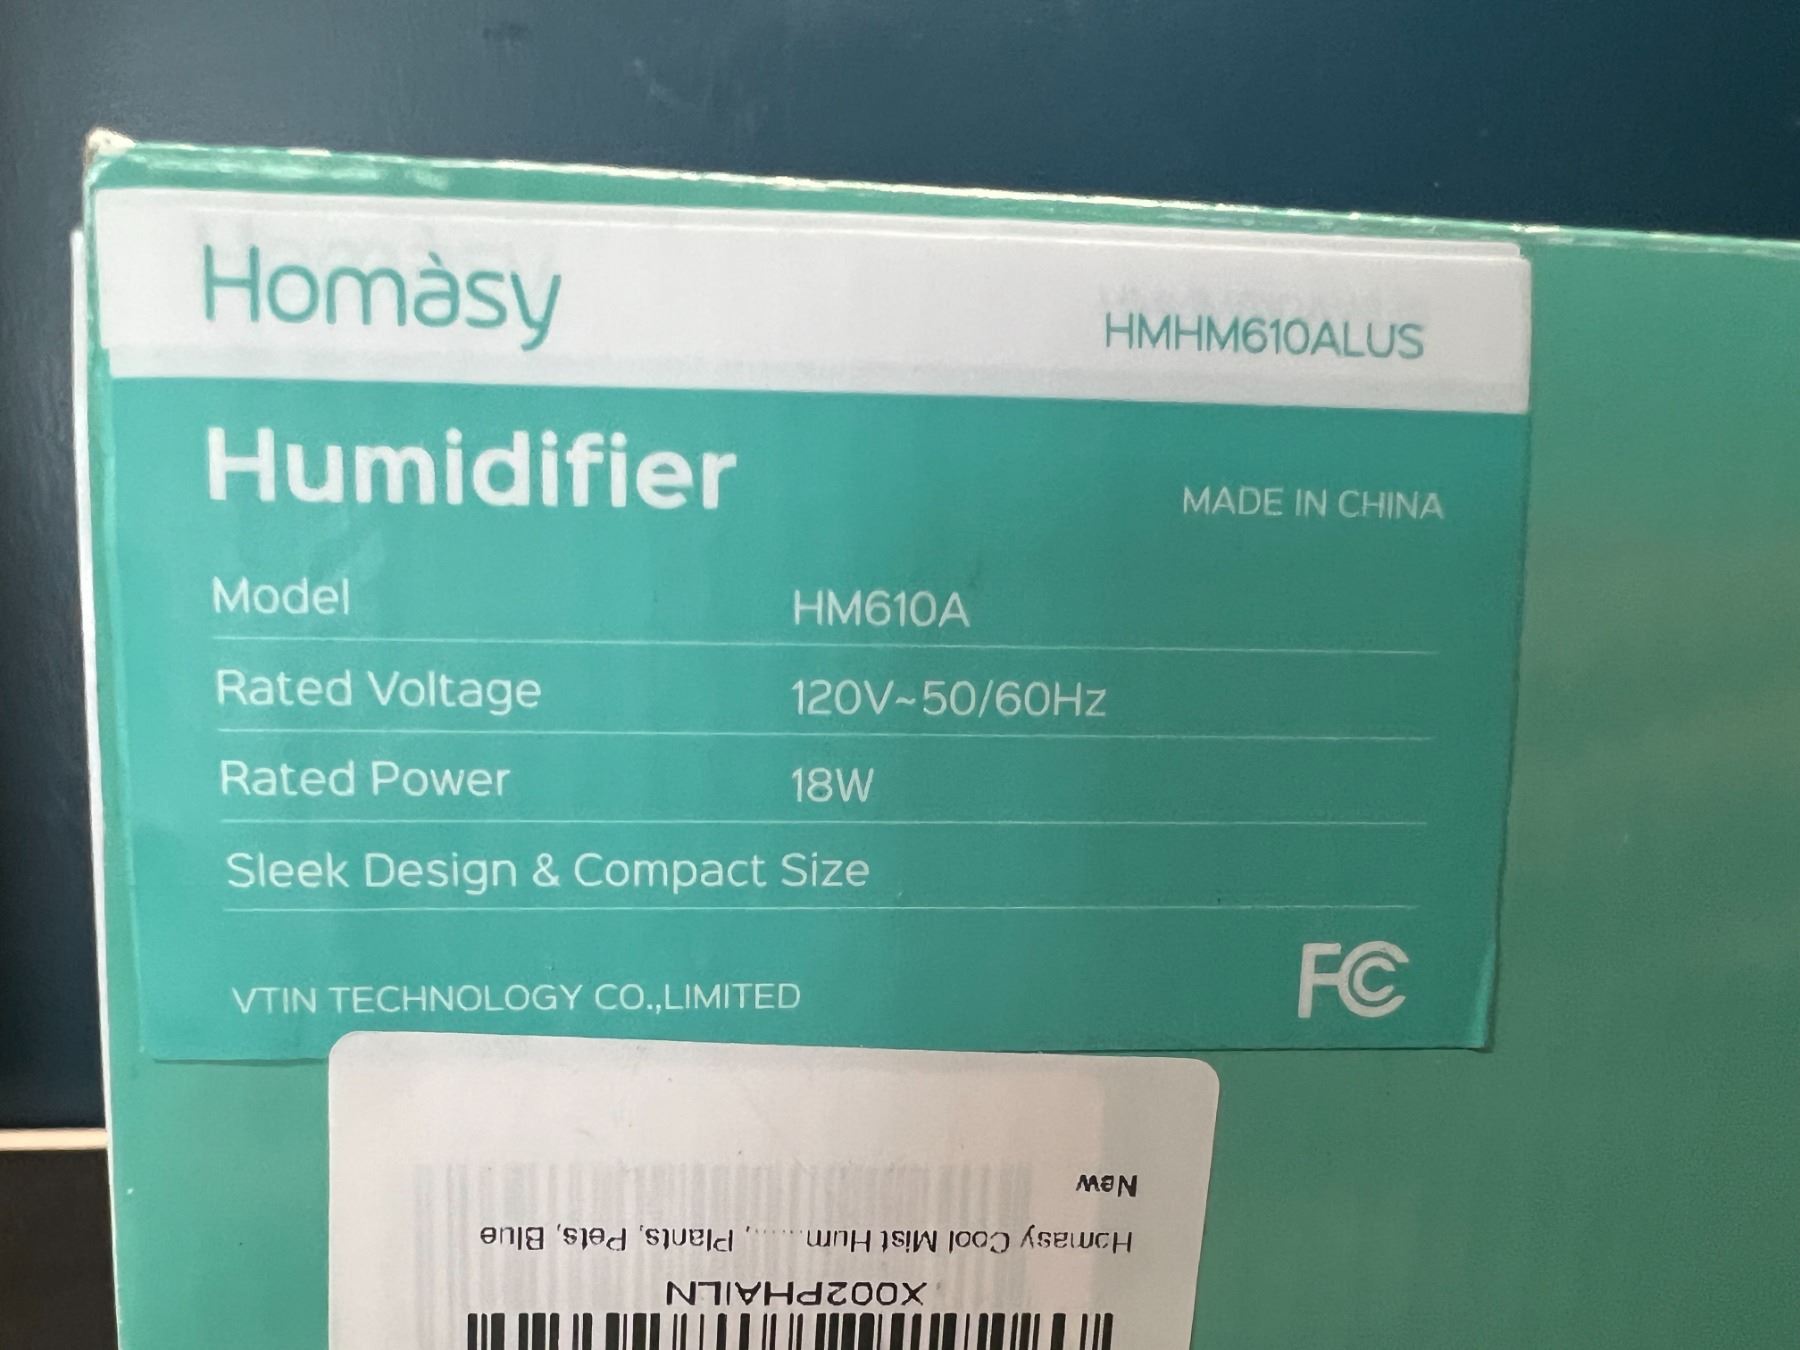 Homàsy
HMHM610ALUS
Humidifier
MADE IN CHINA
Model HM610A
Rated Voltage 120V~50/60Hz
Rated Power 18W
Sleek Design & Compact Size
VTIN TECHNOLOGY CO.,LIMITED
FC
X002PHAILN
Homasy Cool Mist Hum......., Plants, Pets, Blue
New